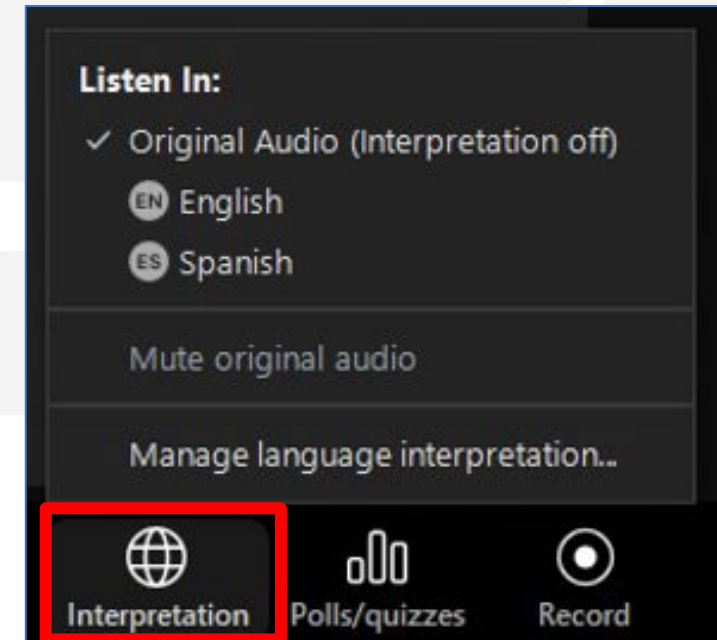 Listen In:
Original Audio (Interpretation off)
EN English
ES Spanish
Mute original audio
Manage language interpretation...
Interpretation Polls/quizzes Record